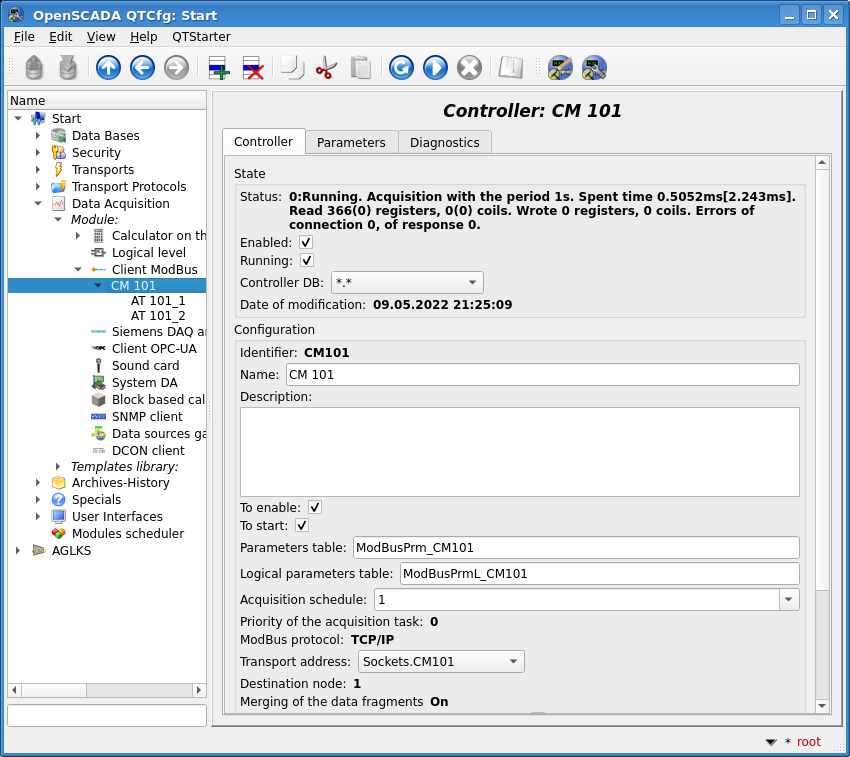 OpenSCADA QTCfg: Start
File Edit View Help QTStarter
Name
Start
Data Bases
Security
Transports
Transport Protocols
Data Acquisition
Module:
Calculator on th
Logical level
Client ModBus
CM 101
AT 101_1
AT 101_2
Siemens DAQ a
Client OPC-UA
Sound card
System DA
Block based cal
SNMP client
Data sources ga
DCON client
Templates library:
Archives-History
Specials
User Interfaces
Modules scheduler
AGLKS
Controller: CM 101
Controller Parameters Diagnostics
State
Status: 0:Running. Acquisition with the period 1s. Spent time 0.5052ms[2.243ms].
Read 366(0) registers, 0(0) coils. Wrote 0 registers, 0 coils. Errors of
connection 0, of response 0.
Enabled:
Running:
Controller DB: *.*
Date of modification: 09.05.2022 21:25:09
Configuration
Identifier: CM101
Name: CM 101
Description:
To enable:
To start:
Parameters table: ModBusPrm_CM101
Logical parameters table: ModBusPrmL_CM101
Acquisition schedule: 1
Priority of the acquisition task: 0
ModBus protocol: TCP/IP
Transport address: Sockets.CM101
Destination node: 1
Merging of the data fragments On
* root